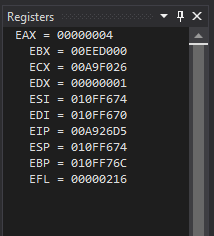 Registers
EAX = 00000004
EBX = 00EED000
ECX = 00A9F026
EDX = 00000001
ESI = 010FF674
EDI = 010FF670
EIP = 00A926D5
ESP = 010FF674
EBP = 010FF76C
EFL = 00000216